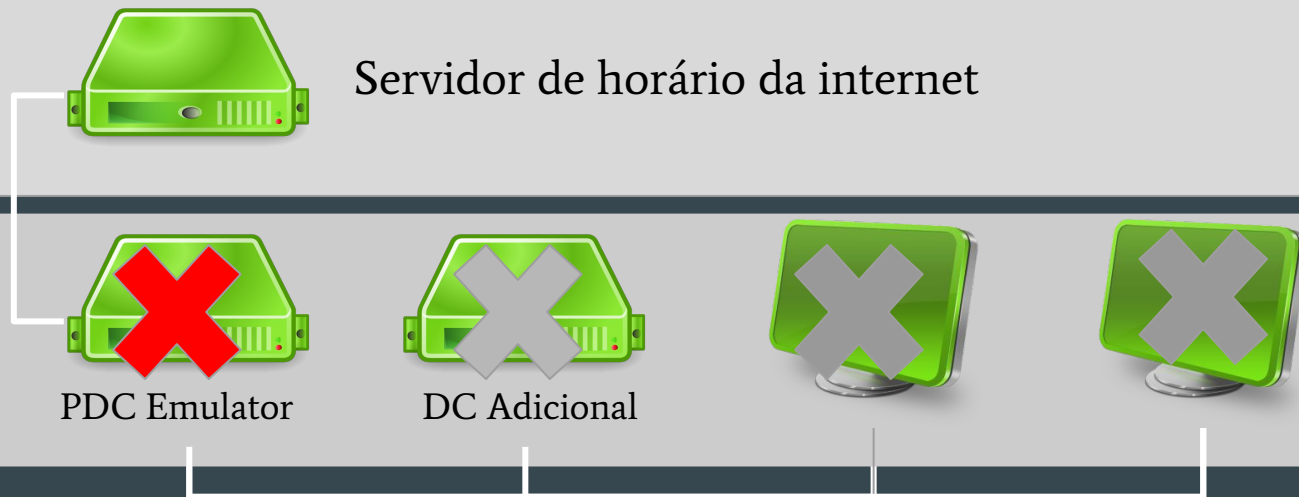 Servidor de horário da internet
PDC Emulator
DC Adicional